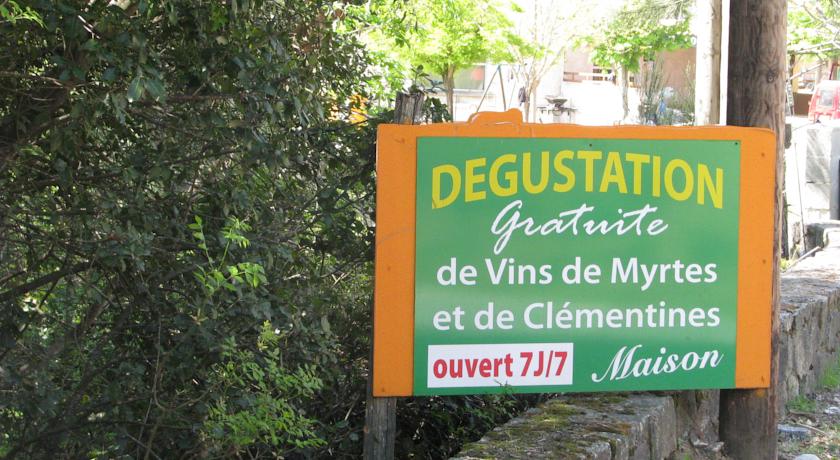 DEGUSTATION
Gratuite
de Vins de Myrtes
et de Clémentines
ouvert 7J/7 Maison